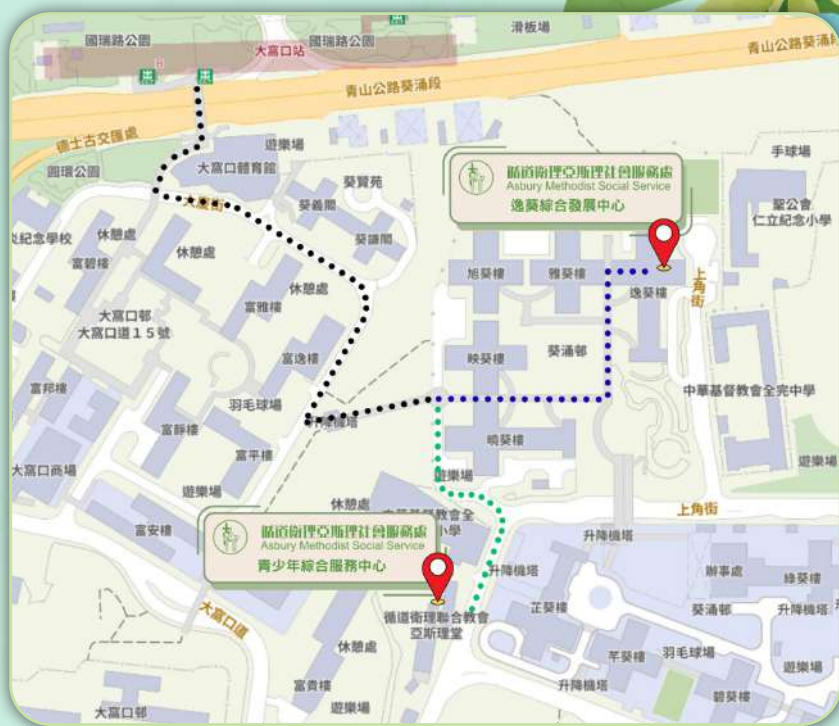 國瑞路公園
國瑞路公園
滑板場
大窩口站
青山公路葵涌段
青山公路葵涌段
德士古交匯處
圓環公園
大窩口體育館
遊樂場
葵賢苑
葵義閣
葵謙閣
手球場
聖公會
仁立紀念小學
循道衛理亞斯理社會服務處
Asbury Methodist Social Service
逸葵綜合發展中心
大廈街
炎紀念學校
休憩處
富碧樓
休憩處
休憩處
富雅樓
旭葵樓
雅葵樓
逸葵樓
上角街
大窩口邨
大窩口道15號
富逸樓
映葵樓
葵涌邨
中華基督教會全完中學
富邦樓
羽毛球場
升降機塔
富靜樓
富平樓
曉葵樓
大窩口商場
遊樂場
遊樂場
遊樂場
休憩處
中華基督教會全
小學
上角街
富安樓
循道衛理亞斯理社會服務處
Asbury Methodist Social Service
青少年綜合服務中心
升降機塔
升降機塔
辦事處
綠葵樓
大窩口道
循道衛理聯合教會
亞斯理堂
芷葵樓
葵涌邨
升降機塔
休憩處
芊葵樓
羽毛球場
遊樂場
富貴樓
升降機塔
碧葵樓
大窩口邨
遊樂場